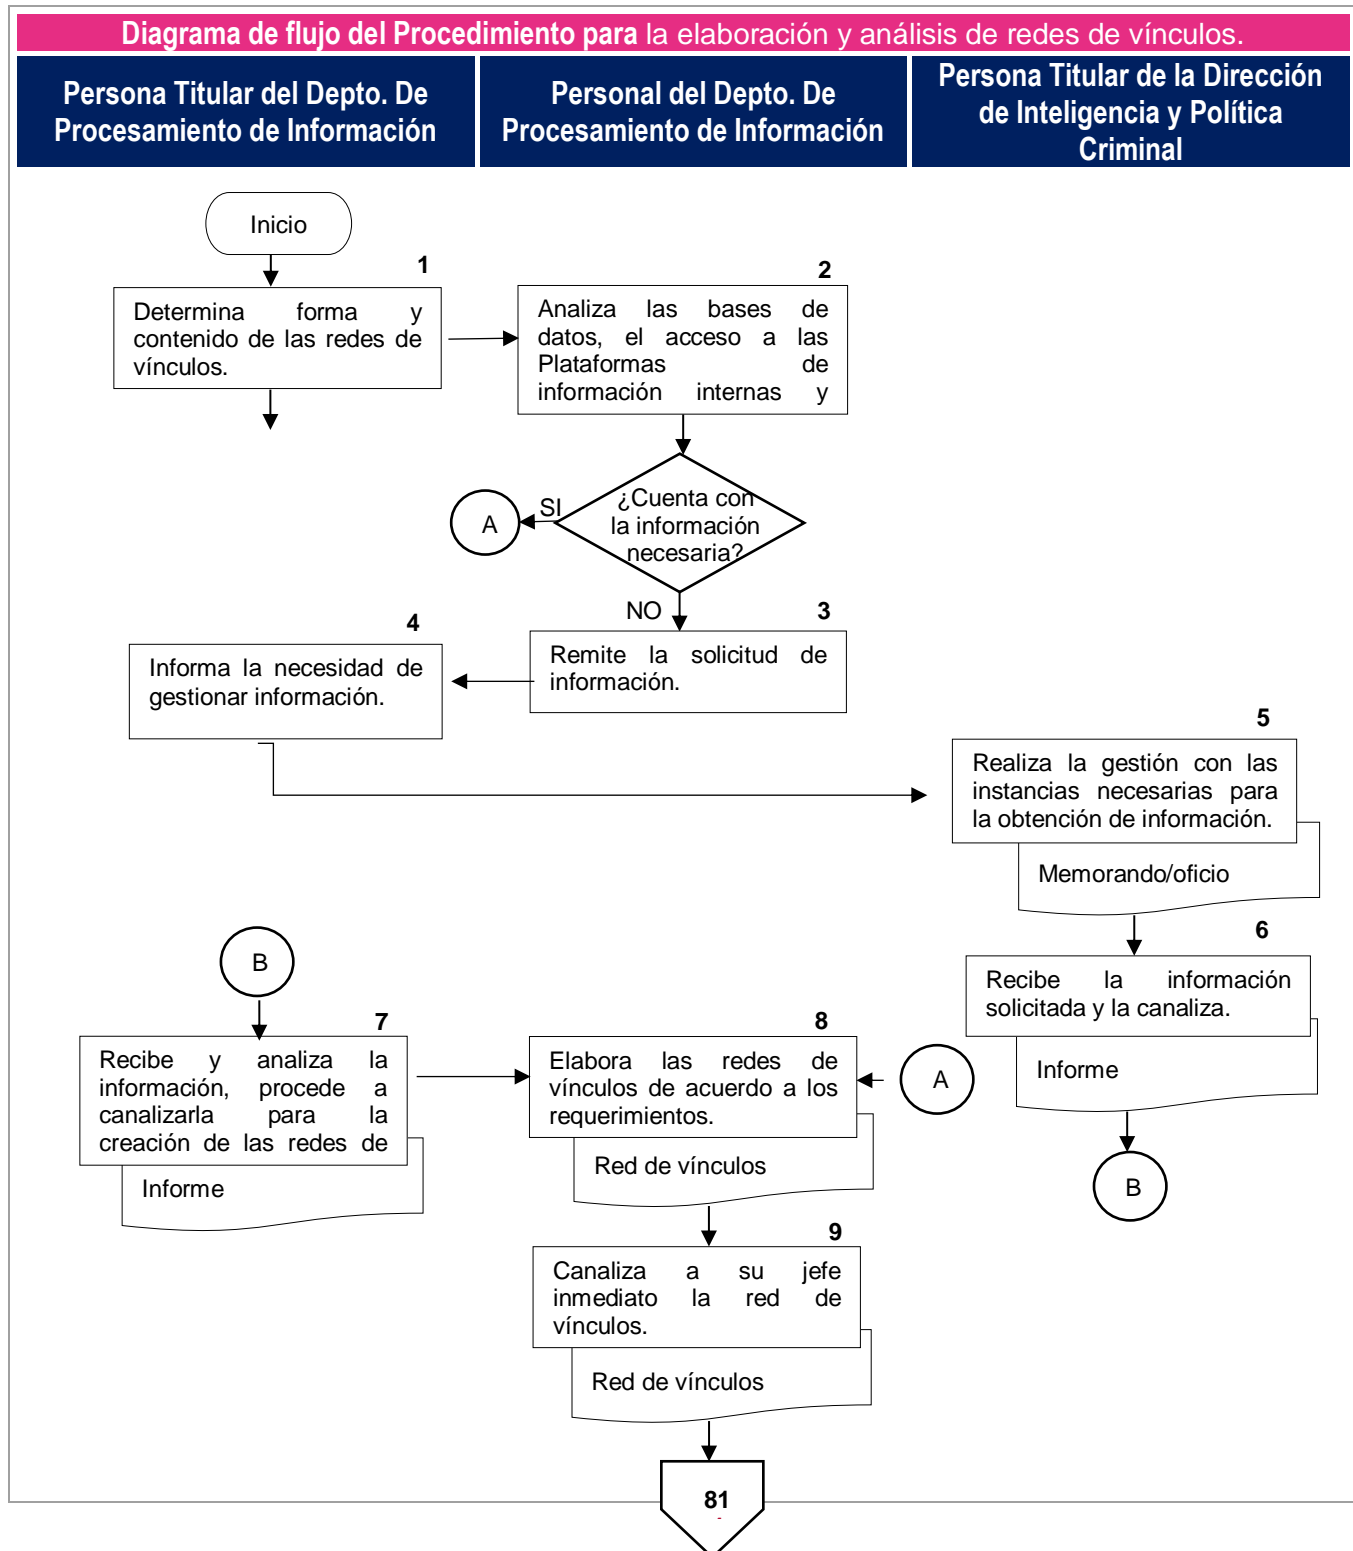 Diagrama de flujo del Procedimiento para la elaboración y análisis de redes de vínculos.
Persona Titular del Depto. De
Procesamiento de Información
Personal del Depto. De
Procesamiento de Información
Persona Titular de la Dirección
de Inteligencia y Política
Criminal
Inicio
1
Determina forma y
contenido de las redes de
vínculos.
2
Analiza las bases de
datos, el acceso a las
Plataformas de
información internas y
¿Cuenta con
la información
necesaria?
SI
A
NO
3
Remite la solicitud de
información.
4
Informa la necesidad de
gestionar información.
5
Realiza la gestión con las
instancias necesarias para
la obtención de información.
Memorando/oficio
6
Recibe la información
solicitada y la canaliza.
Informe
B
B
7
Recibe y analiza la
información, procede a
canalizarla para la
creación de las redes de
Informe
8
Elabora las redes de
vínculos de acuerdo a los
requerimientos.
Red de vínculos
A
9
Canaliza a su jefe
inmediato la red de
vínculos.
Red de vínculos
81